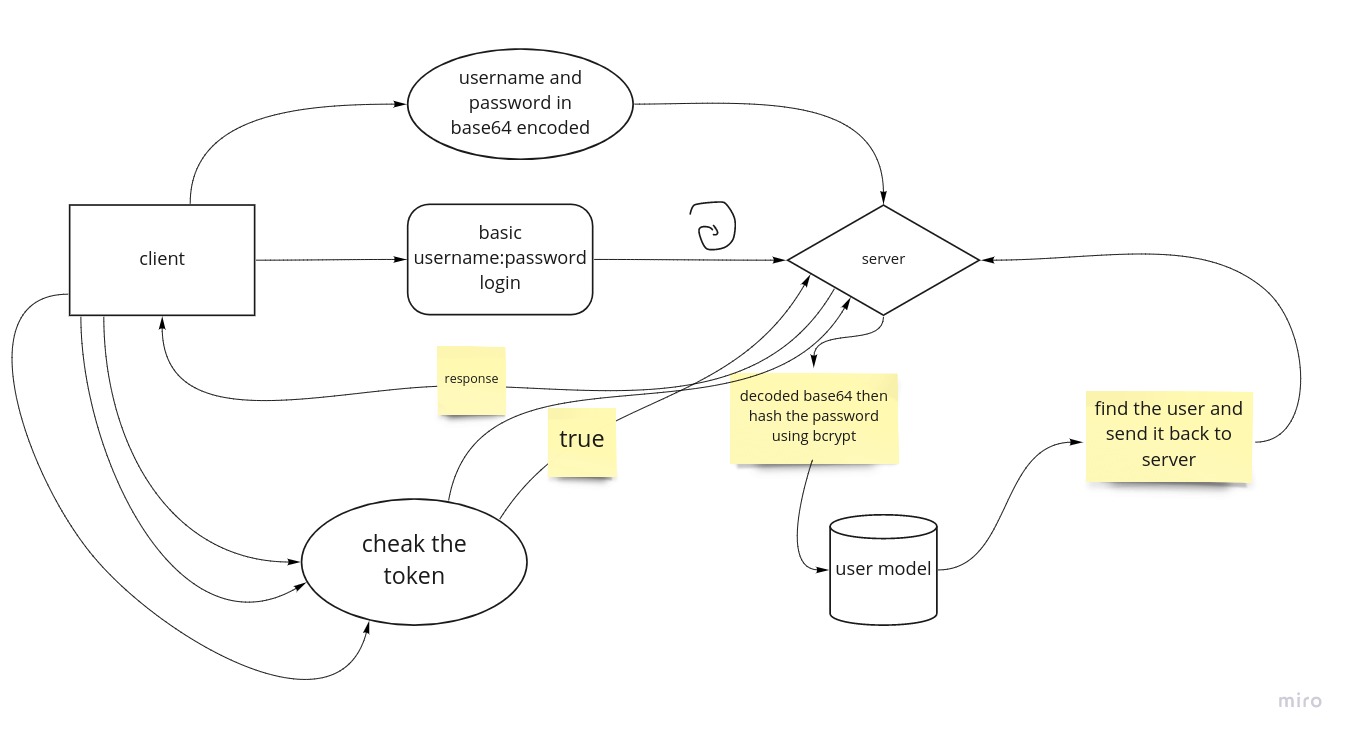 username and
password in
base64 encoded
client
basic
username:password
login
server
response
true
decoded base64 then
hash the password
using bcrypt
find the user and
send it back to
server
cheak the
token
user model
miro